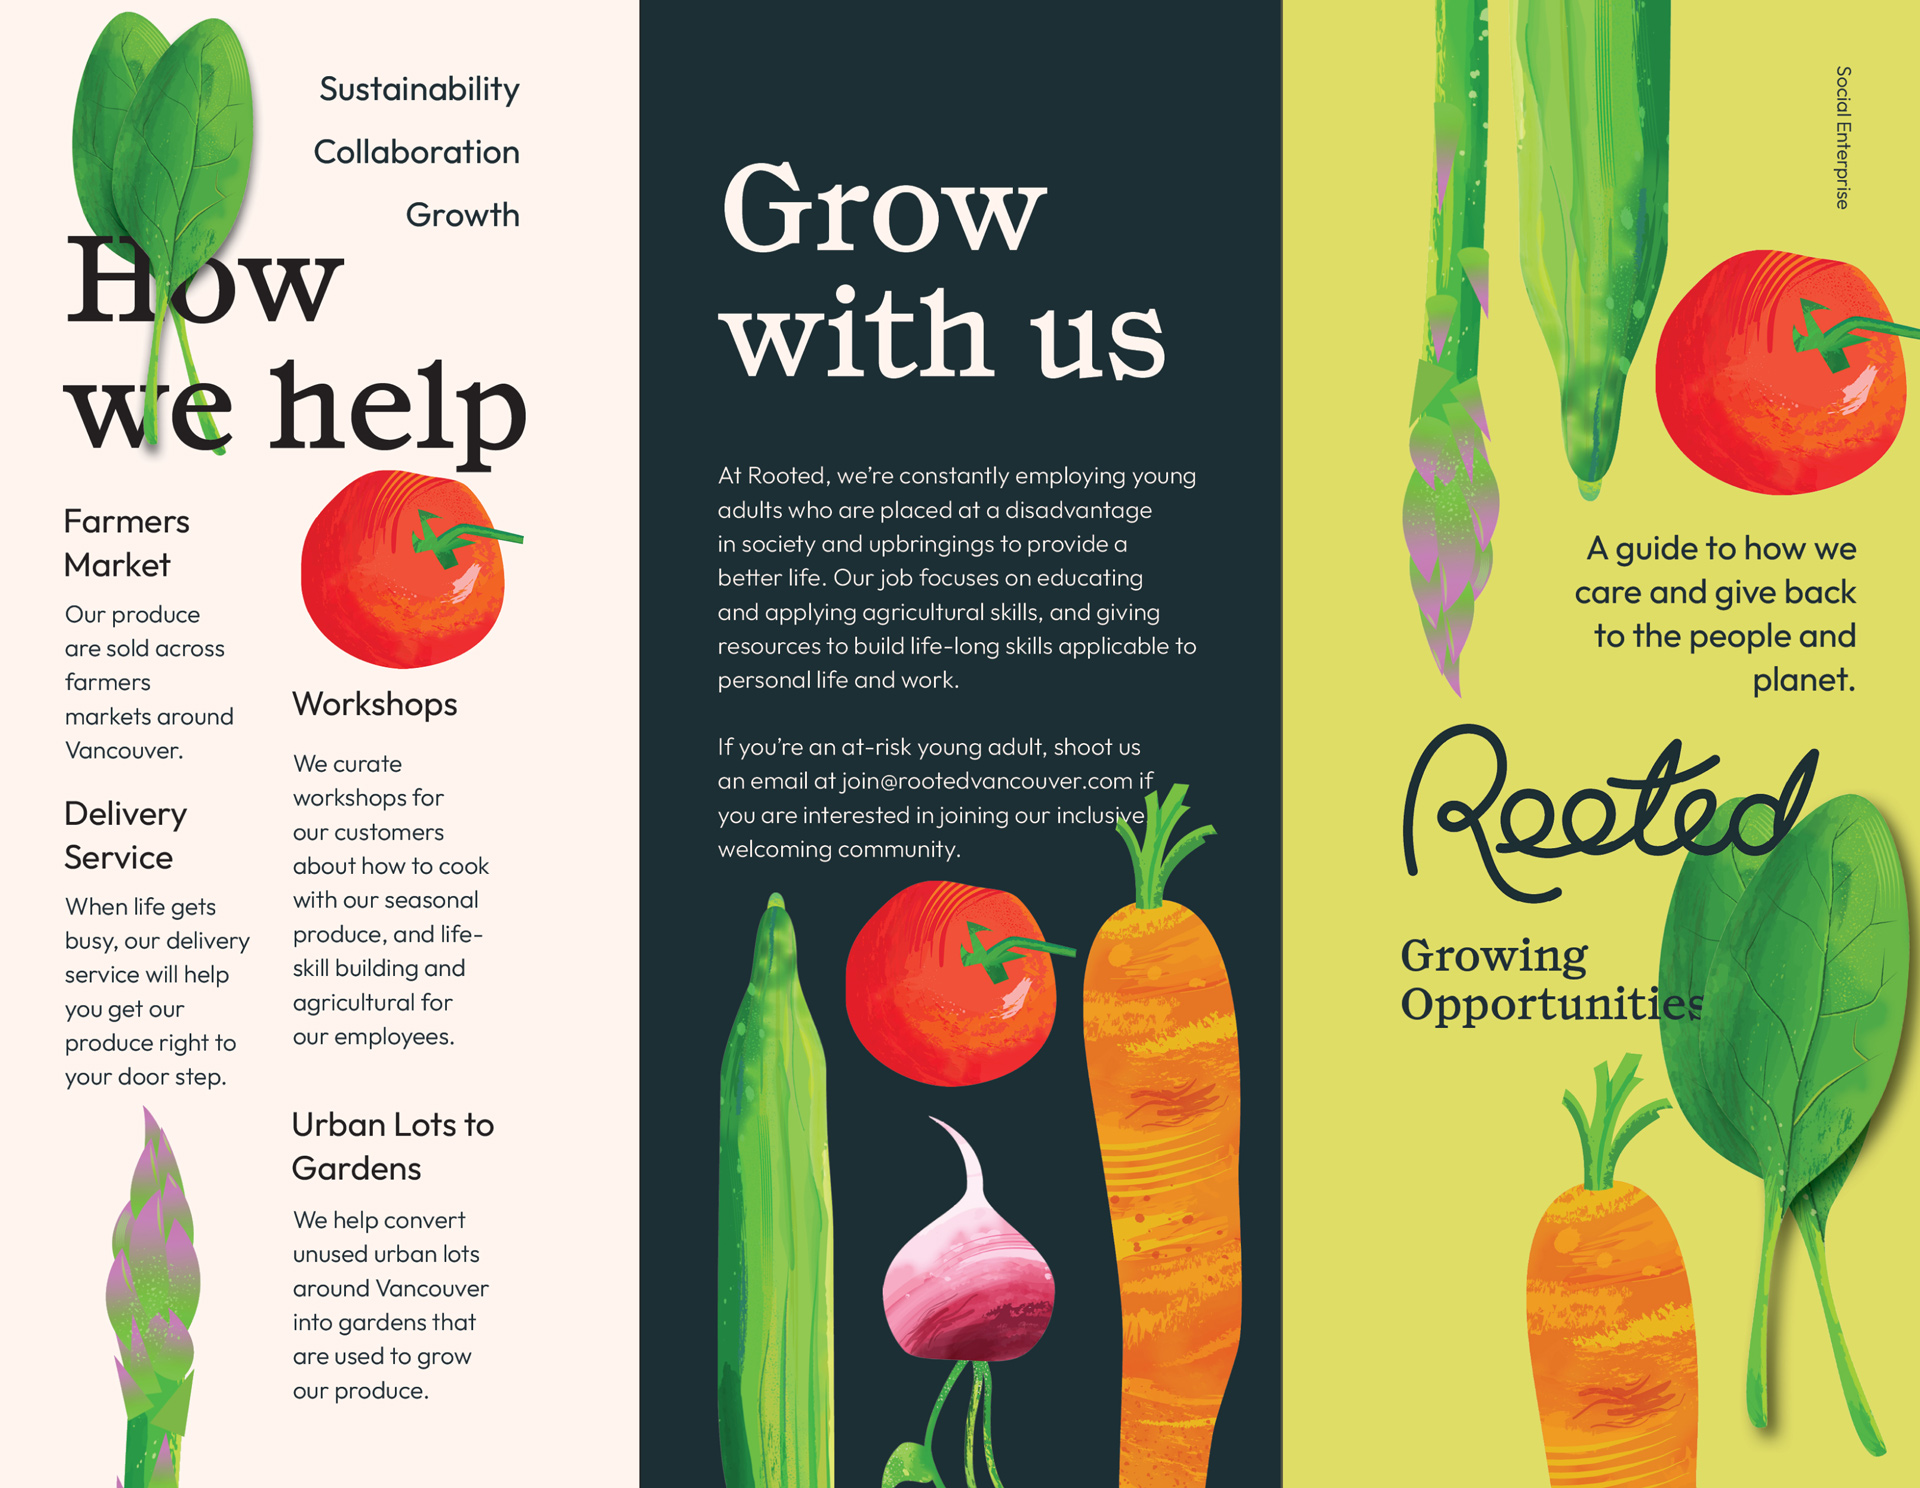 Sustainability
Collaboration
Growth
How
we help
Farmers
Market
Our produce
are sold across
farmers
markets around
Vancouver.
Delivery
Service
When life gets
busy, our delivery
service will help
you get our
produce right to
your door step.
Workshops
We curate
workshops for
our customers
about how to cook
with our seasonal
produce, and life-
skill building and
agricultural for
our employees.
Urban Lots to
Gardens
We help convert
unused urban lots
around Vancouver
into gardens that
are used to grow
our produce.
Grow
with us
At Rooted, we’re constantly employing young
adults who are placed at a disadvantage
in society and upbringings to provide a
better life. Our job focuses on educating
and applying agricultural skills, and giving
resources to build life-long skills applicable to
personal life and work.
If you’re an at-risk young adult, shoot us
an email at join@rootedvancouver.com if
you are interested in joining our inclusive
welcoming community.
Social Enterprise
A guide to how we
care and give back
to the people and
planet.
Rooted
Growing
Opportunities